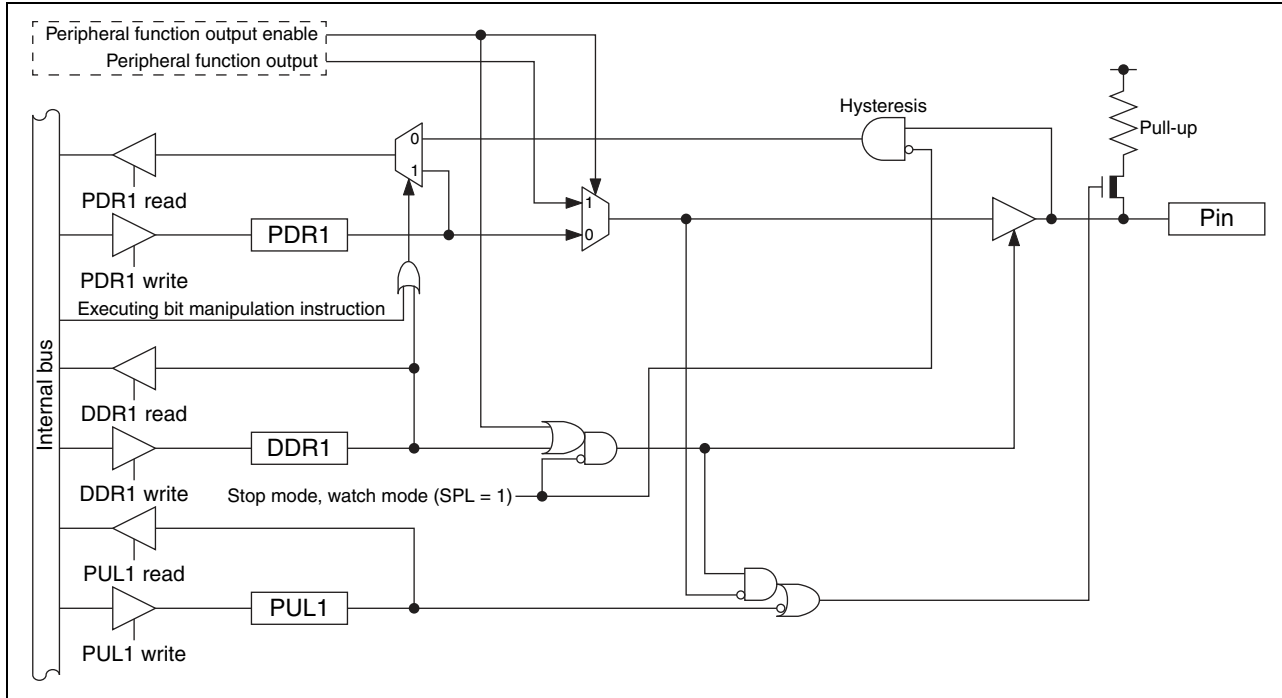 Peripheral function output enable
Peripheral function output
Hysteresis
Pull-up
0
1
PDR1 read
1
0
PDR1
Pin
PDR1 write
Executing bit manipulation instruction
Internal bus
DDR1 read
DDR1
DDR1 write
Stop mode, watch mode (SPL = 1)
PUL1 read
PUL1
PUL1 write